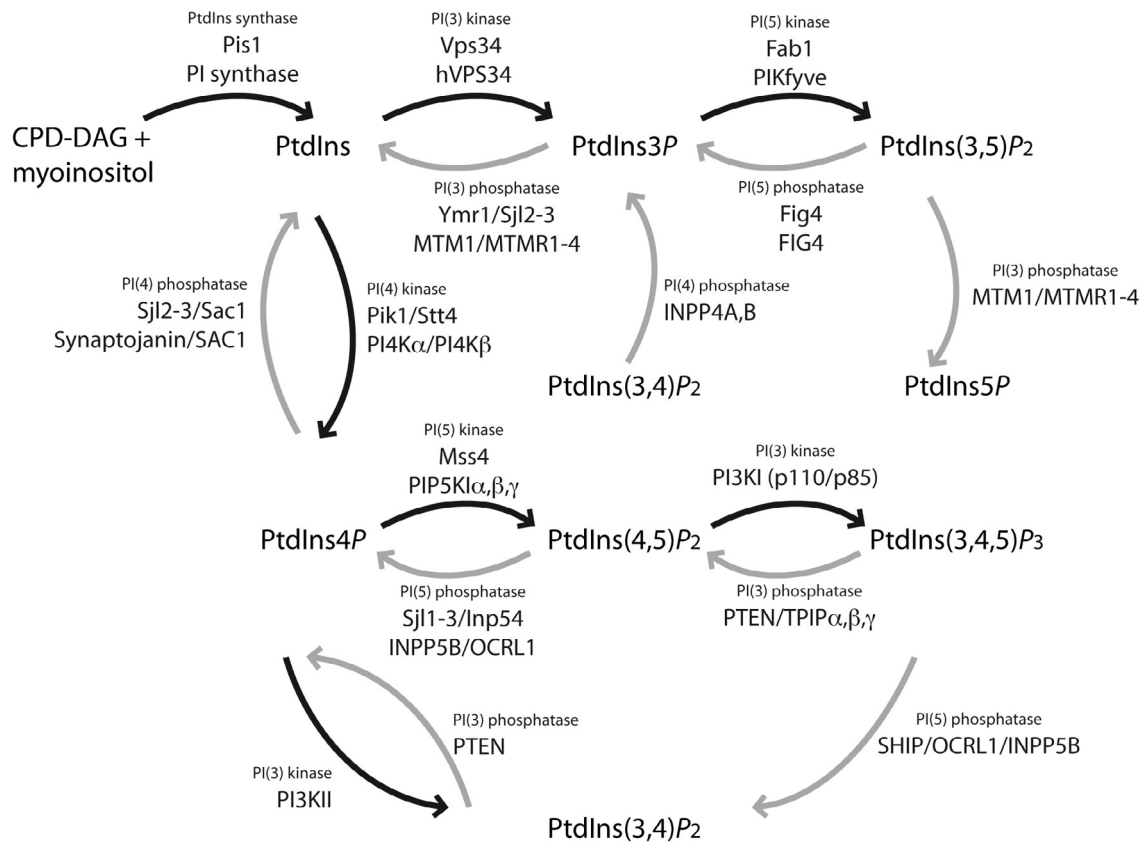 PtdIns synthase
Pis1
PI synthase
PI(3) kinase
Vps34
hVPS34
PI(5) kinase
Fab1
PIKfyve
CPD-DAG +
myoinositol
PtdIns
PtdIns3P
PtdIns(3,5)P2
PI(3) phosphatase
Ymr1/Sjl2-3
MTM1/MTMR1-4
PI(5) phosphatase
Fig4
FIG4
PI(4) phosphatase
Sjl2-3/Sac1
Synaptojanin/SAC1
PI(4) kinase
Pik1/Stt4
PI4Kα/PI4Kβ
PI(4) phosphatase
INPP4A,B
PI(3) phosphatase
MTM1/MTMR1-4
PtdIns(3,4)P2
PtdIns5P
PI(5) kinase
Mss4
PIP5KIα,β,γ
PI(3) kinase
PI3KI (p110/p85)
PtdIns4P
PtdIns(4,5)P2
PtdIns(3,4,5)P3
PI(5) phosphatase
Sjl1-3/Inp54
INPP5B/OCRL1
PI(3) phosphatase
PTEN/TPIPα,β,γ
PI(3) kinase
PI3KII
PI(3) phosphatase
PTEN
PI(5) phosphatase
SHIP/OCRL1/INPP5B
PtdIns(3,4)P2